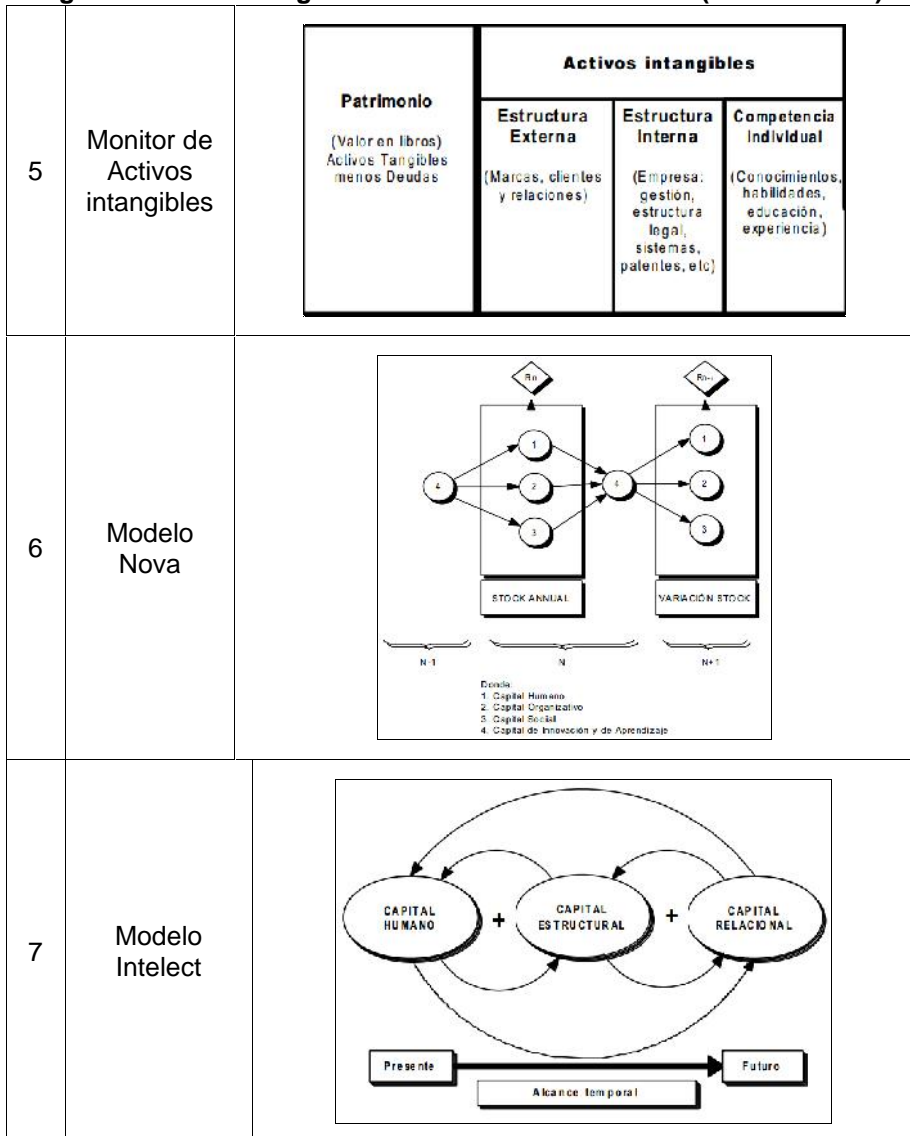 5
Monitor de
Activos
intangibles
Patrimonio
(Valor en libros)
Activos Tangibles
menos Deudas
Activos intangibles
Estructura
Externa
(Marcas, clientes
y relaciones)
Estructura
Interna
(Empresa:
gestión,
estructura
legal,
sistemas,
patentes, etc)
Competencia
Individual
(Conocimientos,
habilidades,
educación,
experiencia)
6
Modelo
Nova
Rn
4
1
2
3
4
1
2
3
STOCK ANNUAL
VARIACIÓN STOCK
N-1
N
N+1
Donde:
1. Capital Humano
2. Capital Organizativo
3. Capital Social
4. Capital de Innovación y de Aprendizaje
7
Modelo
Intelect
CAPITAL
HUMANO
+
CAPITAL
ESTRUCTURAL
+
CAPITAL
RELACIONAL
Presente
Futuro
Alcance temporal